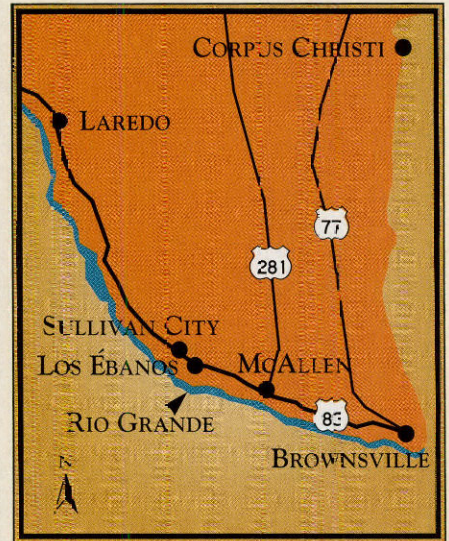 CORPUS CHRISTI
LAREDO
77
281
SULLIVAN CITY
LOS ÉBANOS
MCALLEN
RIO GRANDE
83
BROWNSVILLE
N